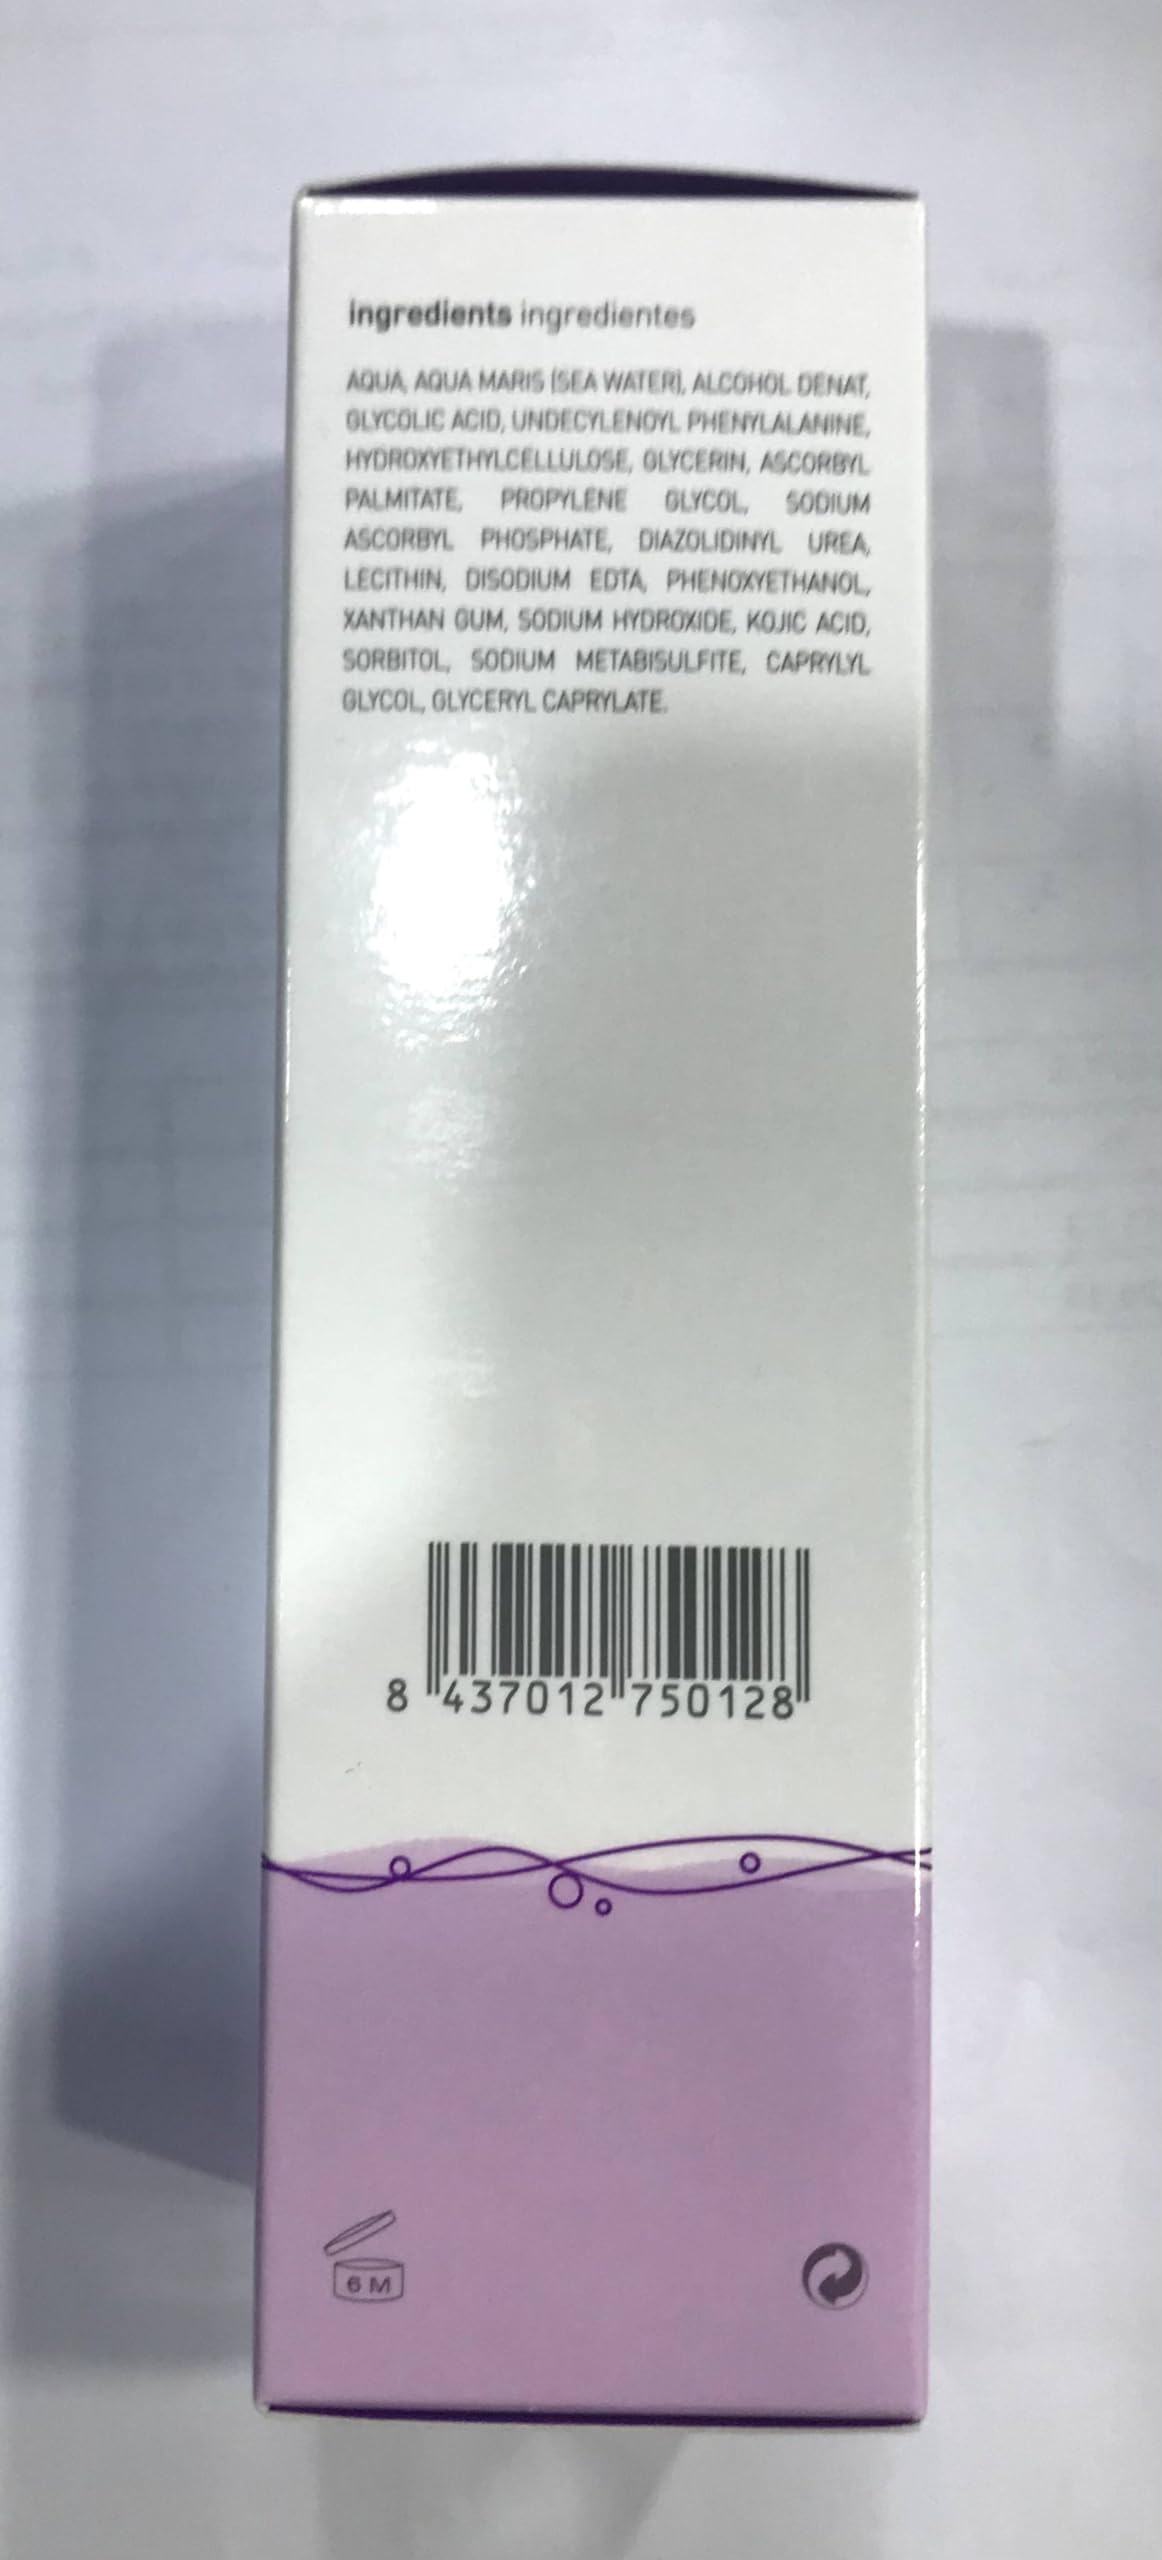 ingredients ingredientes
AQUA, AQUA MARIS (SEA WATER), ALCOHOL DENAT,
GLYCOLIC ACID, UNDECYLENOYL PHENYLALANINE,
HYDROXYETHYLCELLULOSE, GLYCERIN, ASCORBYL
PALMITATE, PROPYLENE GLYCOL, SODIUM
ASCORBYL PHOSPHATE, DIAZOLIDINYL UREA,
LECITHIN, DISODIUM EDTA, PHENOXYETHANOL,
XANTHAN GUM, SODIUM HYDROXIDE, KOJIC ACID,
SORBITOL, SODIUM METABISULFITE, CAPRYLYL
GLYCOL, GLYCERYL CAPRYLATE.
8 437012 750128
6 M